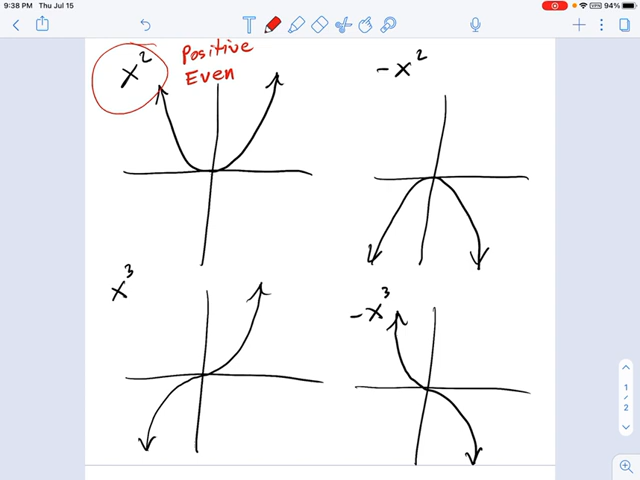 9:38 PM Thu Jul 15
94%
T
x²
Positive
Even
-x²
x³
-x³
1
/
2